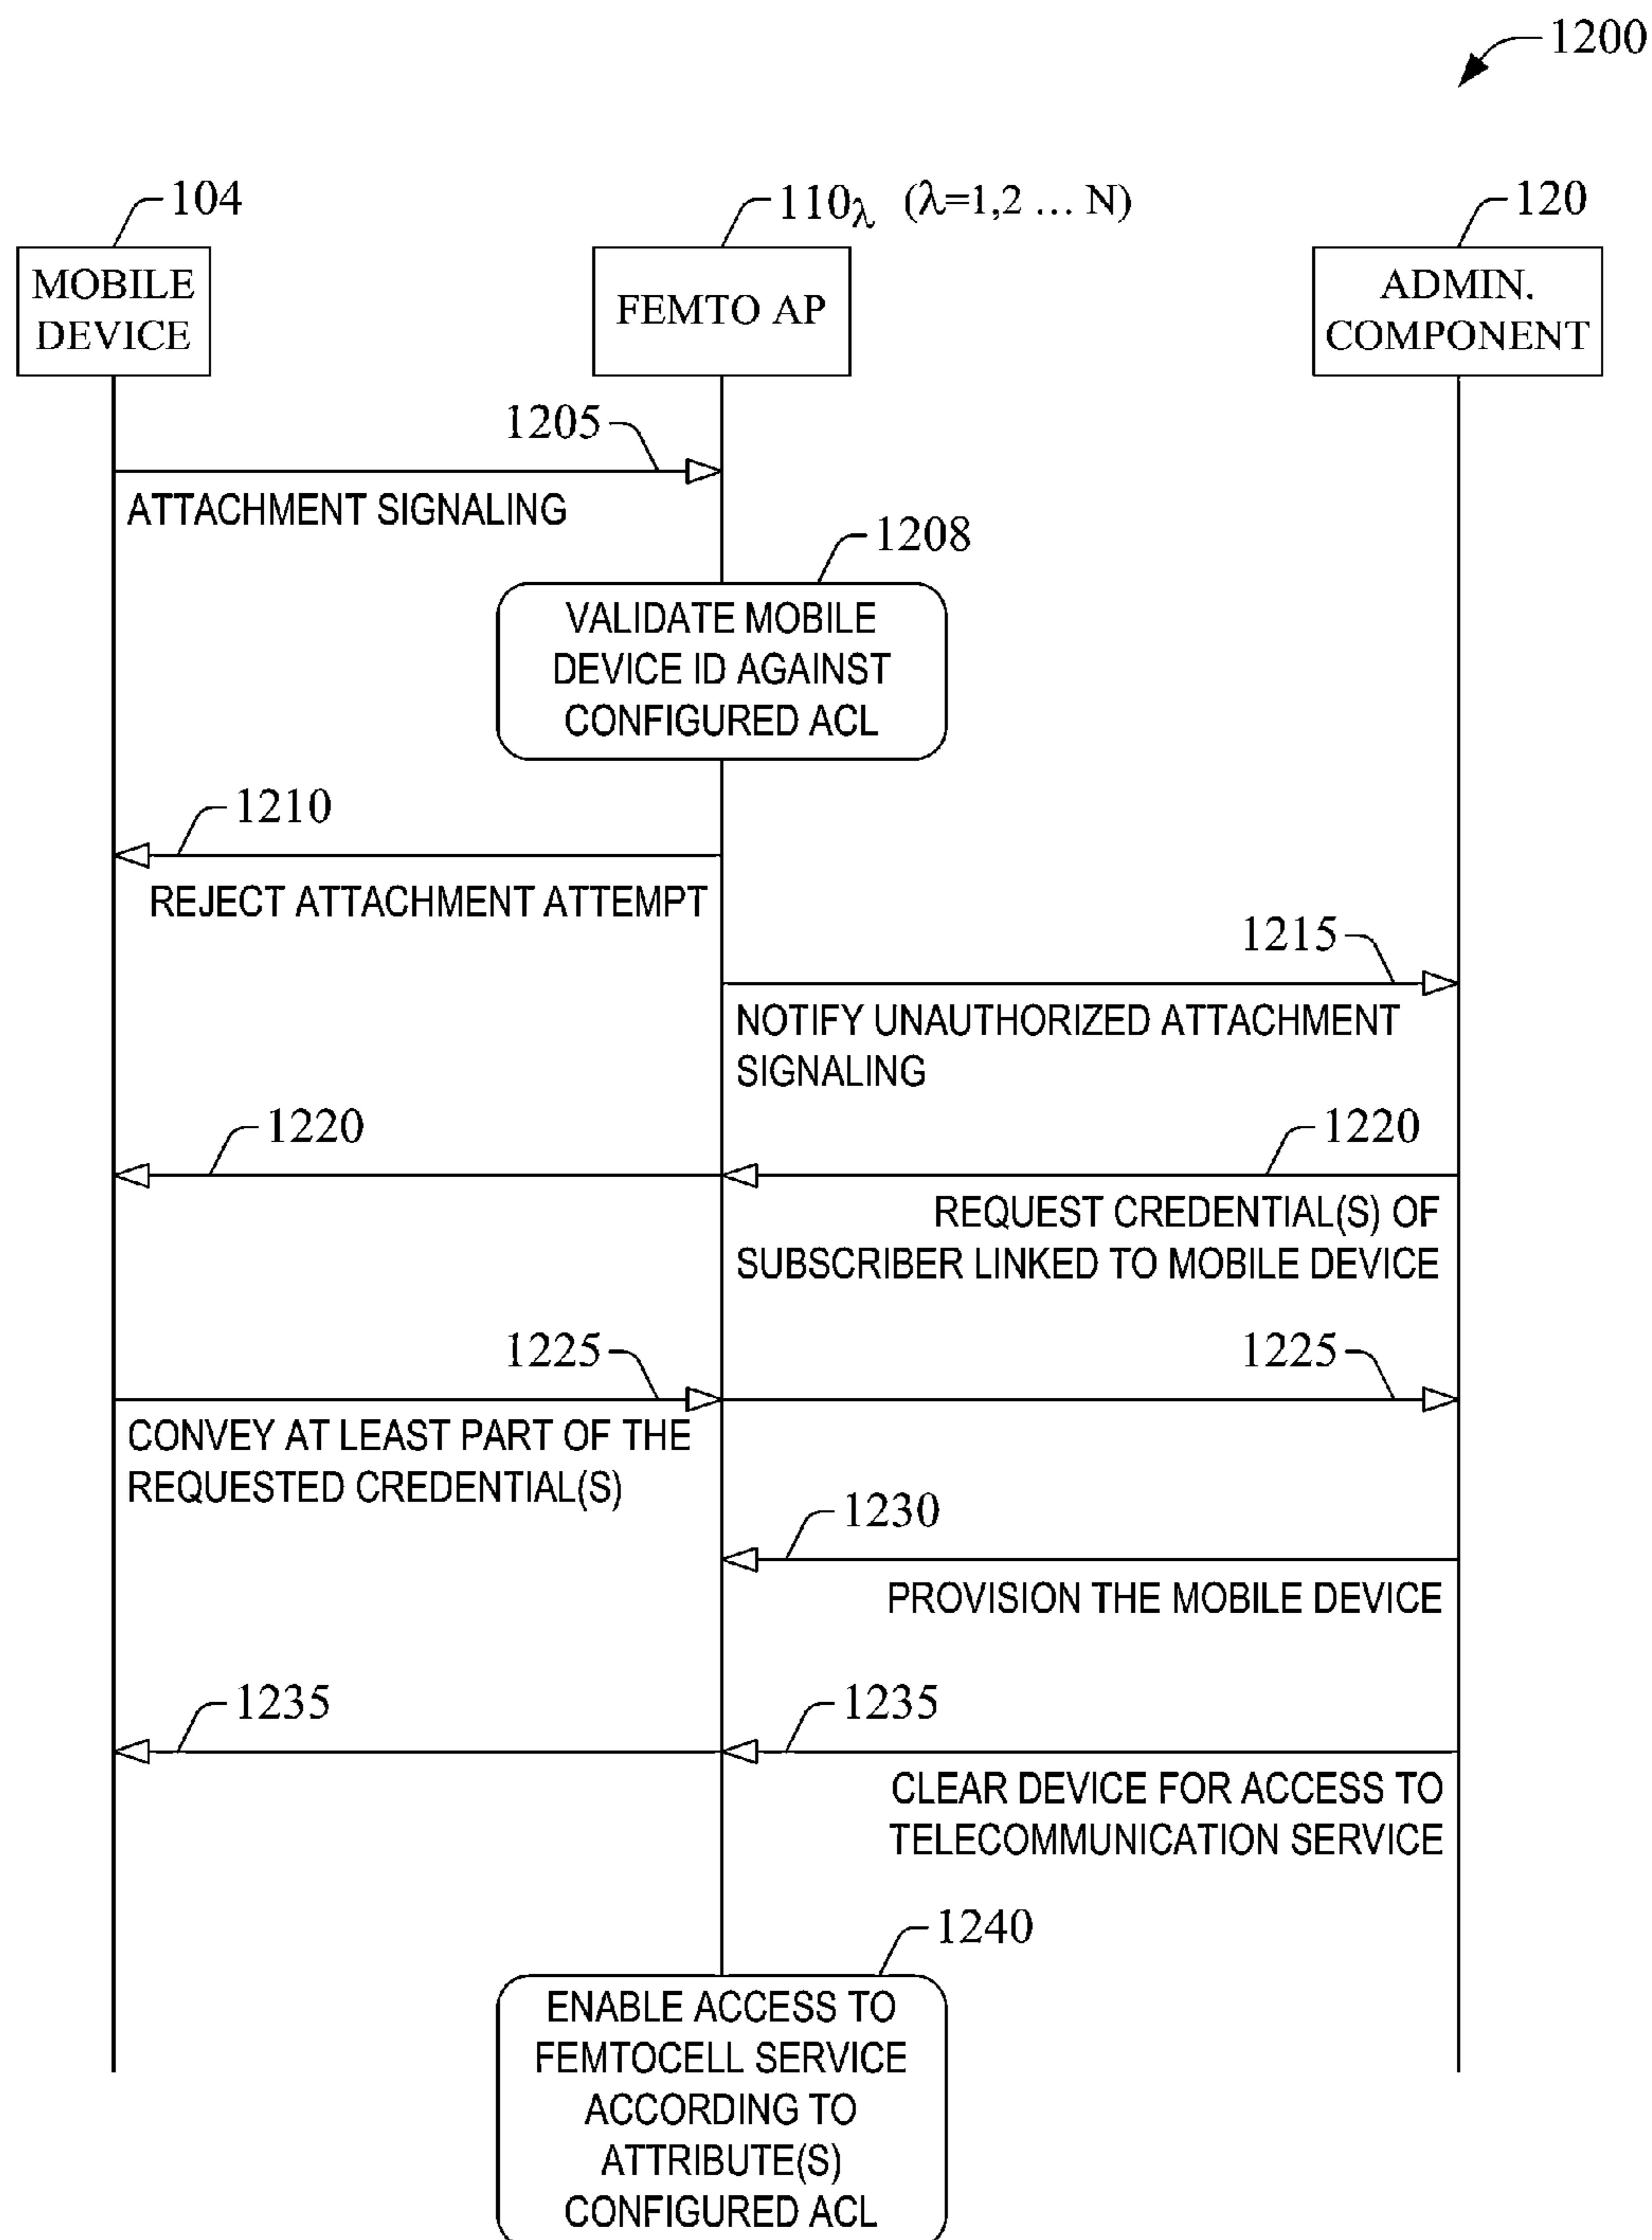 1200
104
110λ (λ=1,2 ... N)
120
MOBILE
DEVICE
FEMTO AP
ADMIN.
COMPONENT
1205
ATTACHMENT SIGNALING
1208
VALIDATE MOBILE
DEVICE ID AGAINST
CONFIGURED ACL
1210
REJECT ATTACHMENT ATTEMPT
1215
NOTIFY UNAUTHORIZED ATTACHMENT
SIGNALING
1220
1220
REQUEST CREDENTIAL(S) OF
SUBSCRIBER LINKED TO MOBILE DEVICE
1225
1225
CONVEY AT LEAST PART OF THE
REQUESTED CREDENTIAL(S)
1230
PROVISION THE MOBILE DEVICE
1235
1235
CLEAR DEVICE FOR ACCESS TO
TELECOMMUNICATION SERVICE
1240
ENABLE ACCESS TO
FEMTOCELL SERVICE
ACCORDING TO
ATTRIBUTE(S)
CONFIGURED ACL